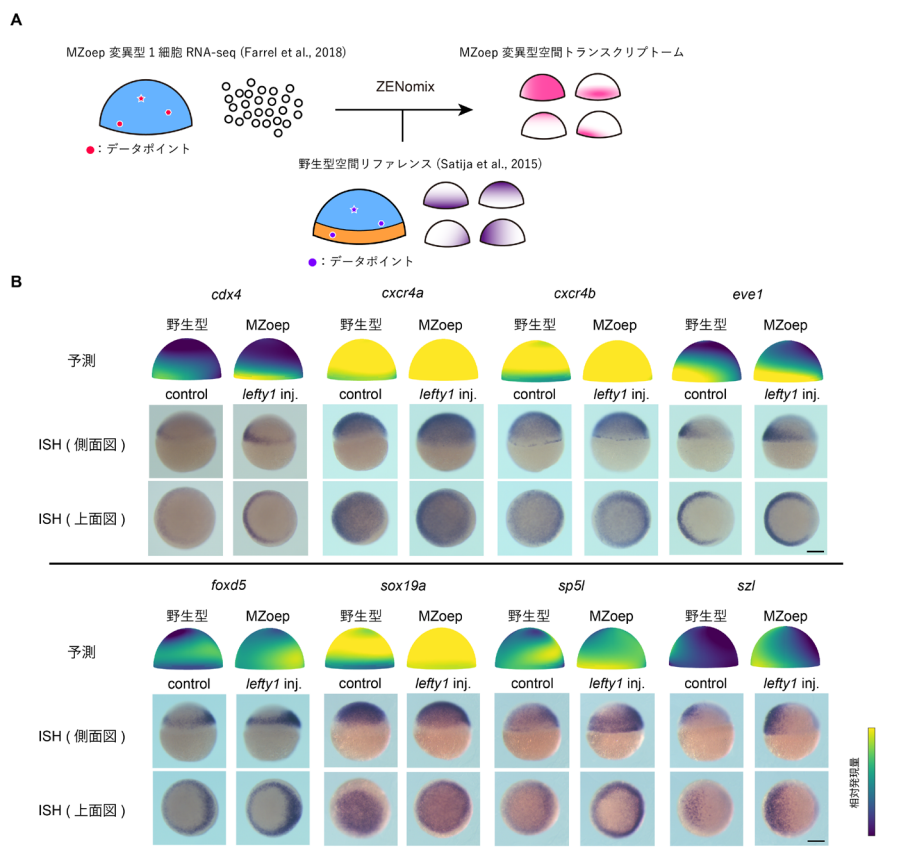 A
MZoep 変異型1細胞 RNA-seq (Farrel et al., 2018)
MZoep 変異型空間トランスクリプトーム
ZENomix
●：データポイント
野生型空間リファレンス (Satija et al., 2015)
●：データポイント
B
cdx4 cxcr4a cxcr4b eve1
野生型 MZoep 野生型 MZoep 野生型 MZoep 野生型 MZoep
予測
control lefty1 inj. control lefty1 inj. control lefty1 inj. control lefty1 inj.
ISH ( 側面図 )
ISH ( 上面図 )
foxd5 sox19a sp5l szl
野生型 MZoep 野生型 MZoep 野生型 MZoep 野生型 MZoep
予測
control lefty1 inj. control lefty1 inj. control lefty1 inj. control lefty1 inj.
ISH ( 側面図 )
相対発現量
ISH ( 上面図 )